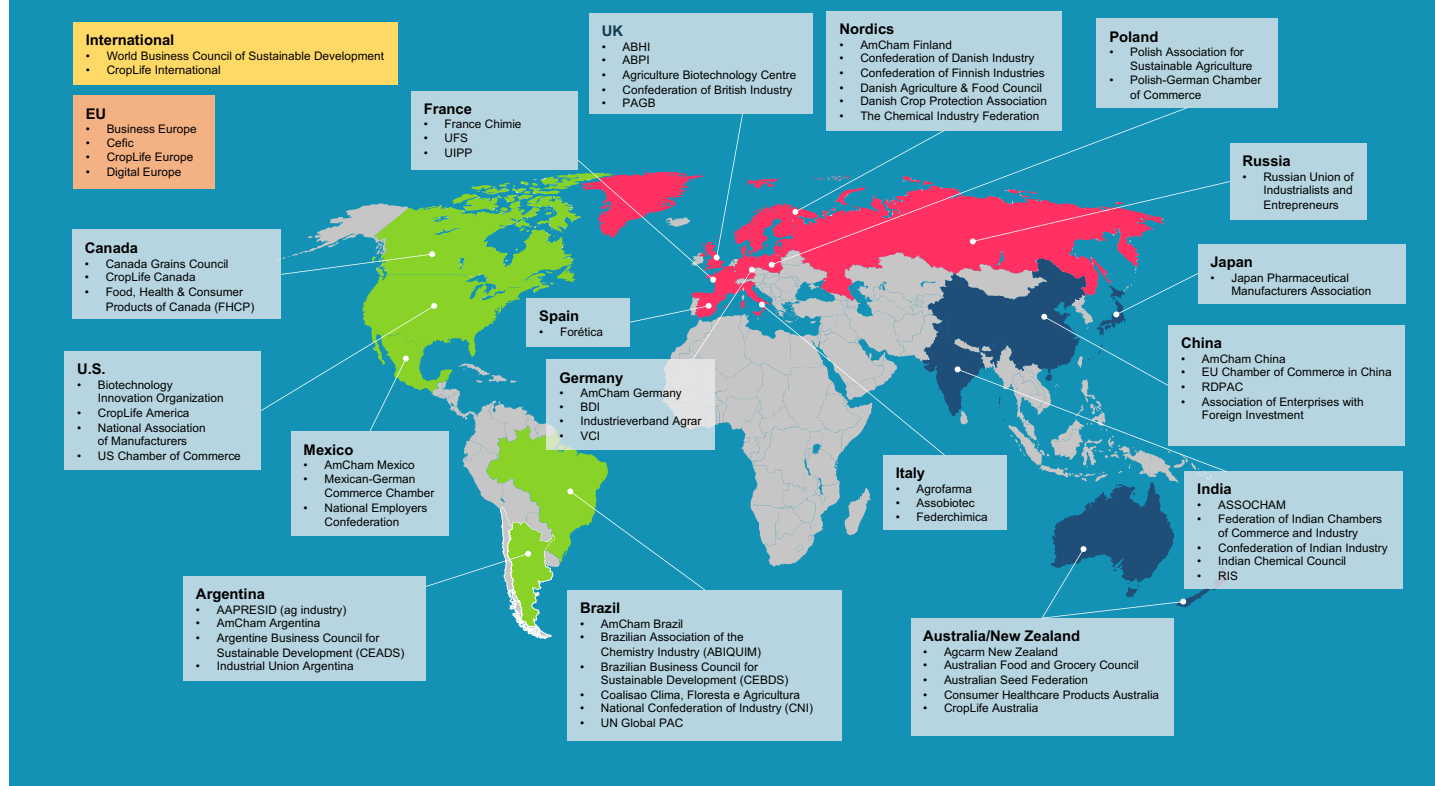 International
• World Business Council of Sustainable Development
• CropLife International
EU
• Business Europe
• Cefic
• CropLife Europe
• Digital Europe
France
• France Chimie
• UFS
• UIPP
UK
• ABHI
• ABPI
• Agriculture Biotechnology Centre
• Confederation of British Industry
• PAGB
Nordics
• AmCham Finland
• Confederation of Danish Industry
• Confederation of Finnish Industries
• Danish Agriculture & Food Council
• Danish Crop Protection Association
• The Chemical Industry Federation
Poland
• Polish Association for
Sustainable Agriculture
• Polish-German Chamber
of Commerce
Russia
• Russian Union of
Industrialists and
Entrepreneurs
Canada
• Canada Grains Council
• CropLife Canada
• Food, Health & Consumer
Products of Canada (FHCP)
Japan
• Japan Pharmaceutical
Manufacturers Association
Spain
• Forética
U.S.
• Biotechnology
Innovation Organization
• CropLife America
• National Association
of Manufacturers
• US Chamber of Commerce
Germany
• AmCham Germany
• BDI
• Industrieverband Agrar
• VCI
China
• AmCham China
• EU Chamber of Commerce in China
• RDPAC
• Association of Enterprises with
Foreign Investment
Mexico
• AmCham Mexico
• Mexican-German
Commerce Chamber
• National Employers
Confederation
Italy
• Agrofarma
• Assobiotec
• Federchimica
India
• ASSOCHAM
• Federation of Indian Chambers
of Commerce and Industry
• Confederation of Indian Industry
• Indian Chemical Council
• RIS
Argentina
• AAPRESID (ag industry)
• AmCham Argentina
• Argentine Business Council for
Sustainable Development (CEADS)
• Industrial Union Argentina
Brazil
• AmCham Brazil
• Brazilian Association of the
Chemistry Industry (ABIQUIM)
• Brazilian Business Council for
Sustainable Development (CEBDS)
• Coalisao Clima, Floresta e Agricultura
• National Confederation of Industry (CNI)
• UN Global PAC
Australia/New Zealand
• Agcarm New Zealand
• Australian Food and Grocery Council
• Australian Seed Federation
• Consumer Healthcare Products Australia
• CropLife Australia